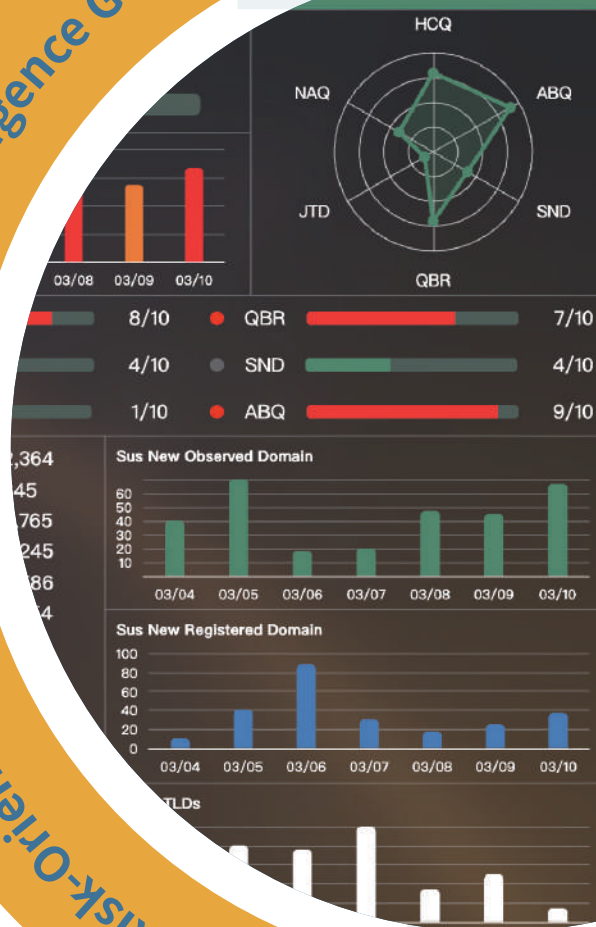 HCQ
NAQ ABQ
JTD SND
QBR
03/08 03/09 03/10
8/10 QBR 7/10
4/10 SND 4/10
1/10 ABQ 9/10
,364
45
,765
245
86
Sus New Observed Domain
60
50
40
30
20
10
03/04 03/05 03/06 03/07 03/08 03/09 03/10
Sus New Registered Domain
100
80
60
40
20
0
03/04 03/05 03/06 03/07 03/08 03/09 03/10
TLDs